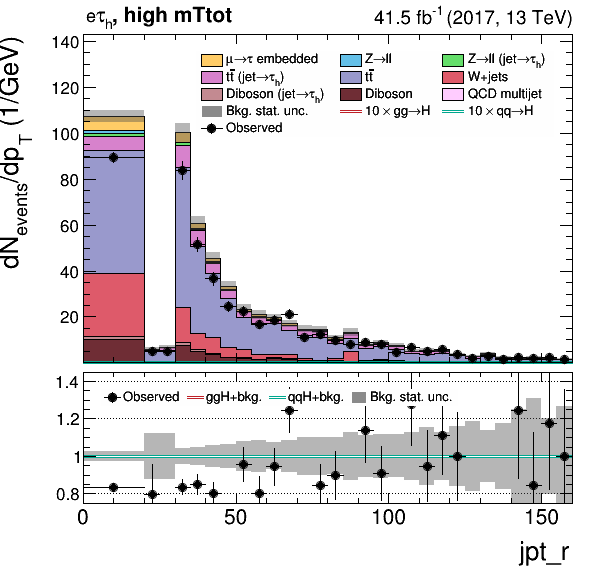 eτh, high mTtot 41.5 fb⁻¹ (2017, 13 TeV)
dNevents/dpT (1/GeV)
140
120
100
80
60
40
20
μ→τ embedded Z→ll Z→ll (jet→τh)
tt̄ (jet→τh) tt̄ W+jets
Diboson (jet→τh) Diboson QCD multijet
Bkg. stat. unc. 10×gg→H 10×qq→H
Observed
1.4
1.2
1
0.8
Observed ggH+bkg. qqH+bkg. Bkg. stat. unc.
0 50 100 150
jpt_r